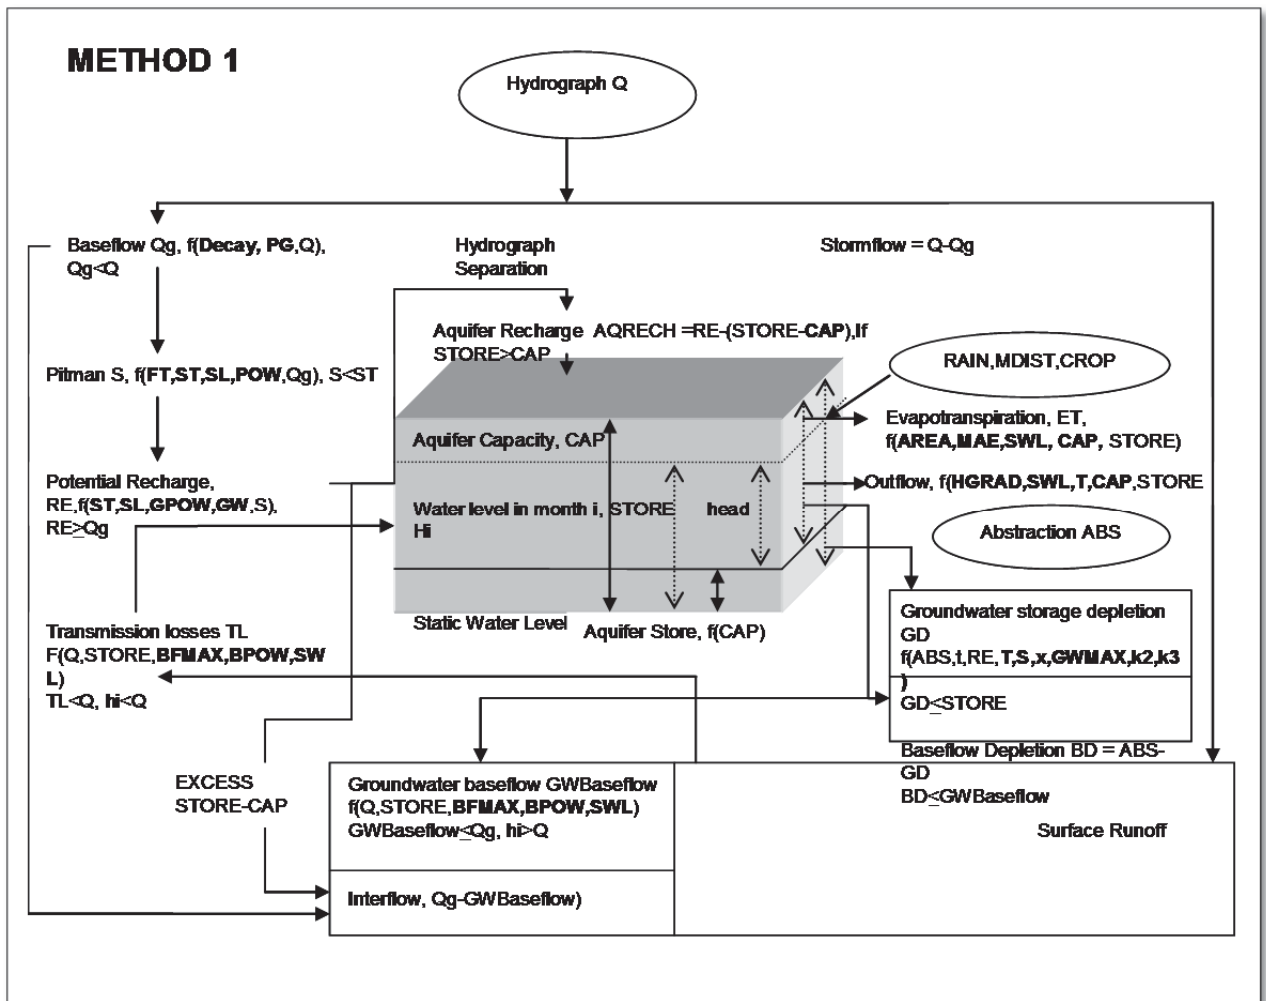 METHOD 1
Hydrograph Q
Baseflow Qg, f(Decay, PG,Q),
Qg<Q
Hydrograph
Separation
Stormflow = Q-Qg
Aquifer Recharge AQRECH =RE-(STORE-CAP),If
STORE>CAP
RAIN,MDIST,CROP
Pitman S, f(FT,ST,SL,POW,Qg), S<ST
Evapotranspiration, ET,
f(AREA,MAE,SWL, CAP, STORE)
Aquifer Capacity, CAP
Potential Recharge,
RE,f(ST,SL,GPOW,GW,S),
RE≥Qg
Outflow, f(HGRAD,SWL,T,CAP,STORE
Water level in month i, STORE
Hi
head
Abstraction ABS
Static Water Level
Aquifer Store, f(CAP)
Transmission losses TL
F(Q,STORE,BFMAX,BPOW,SW
L)
TL<Q, hi<Q
Groundwater storage depletion
GD
f(ABS,t,RE,T,S,x,GWMAX,k2,k3
)
GD≤STORE
Baseflow Depletion BD = ABS-
GD
BD≤GWBaseflow
EXCESS
STORE-CAP
Groundwater baseflow GWBaseflow
f(Q,STORE,BFMAX,BPOW,SWL)
GWBaseflow≤Qg, hi>Q
Surface Runoff
Interflow, Qg-GWBaseflow)